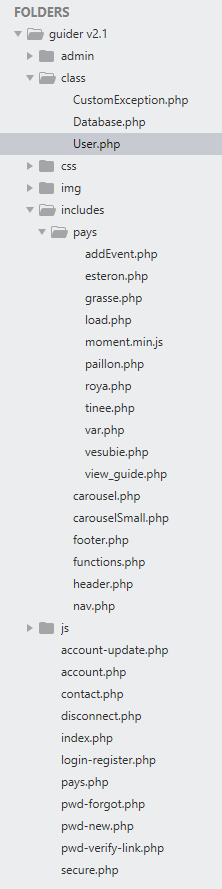 FOLDERS
guider v2.1
admin
class
CustomException.php
Database.php
User.php
css
img
includes
pays
addEvent.php
esteron.php
grasse.php
load.php
moment.min.js
paillon.php
roya.php
tinee.php
var.php
vesubie.php
view_guide.php
carousel.php
carouselSmall.php
footer.php
functions.php
header.php
nav.php
js
account-update.php
account.php
contact.php
disconnect.php
index.php
login-register.php
pays.php
pwd-forgot.php
pwd-new.php
pwd-verify-link.php
secure.php